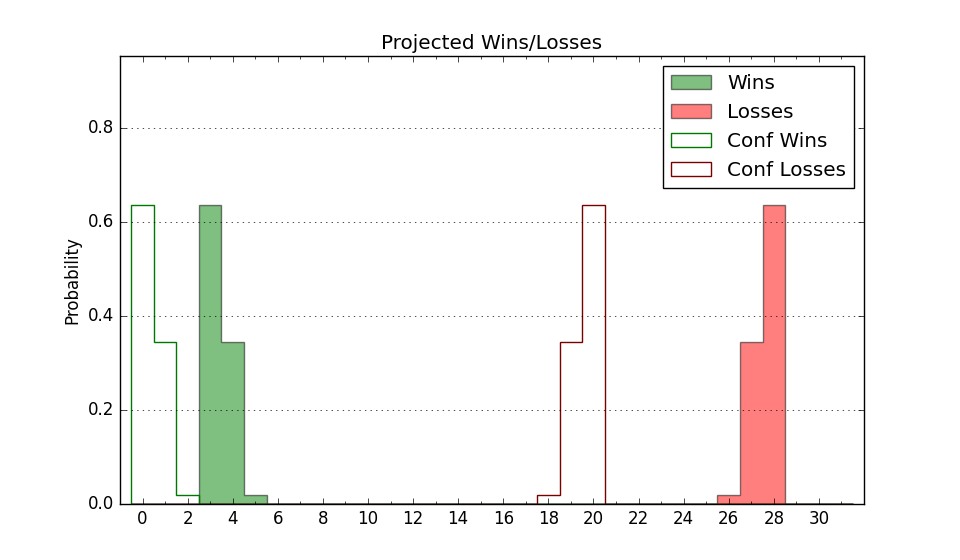 Projected Wins/Losses
Wins
Losses
Conf Wins
Conf Losses
Probability
0.8
0.6
0.4
0.2
0.0
0 2 4 6 8 10 12 14 16 18 20 22 24 26 28 30